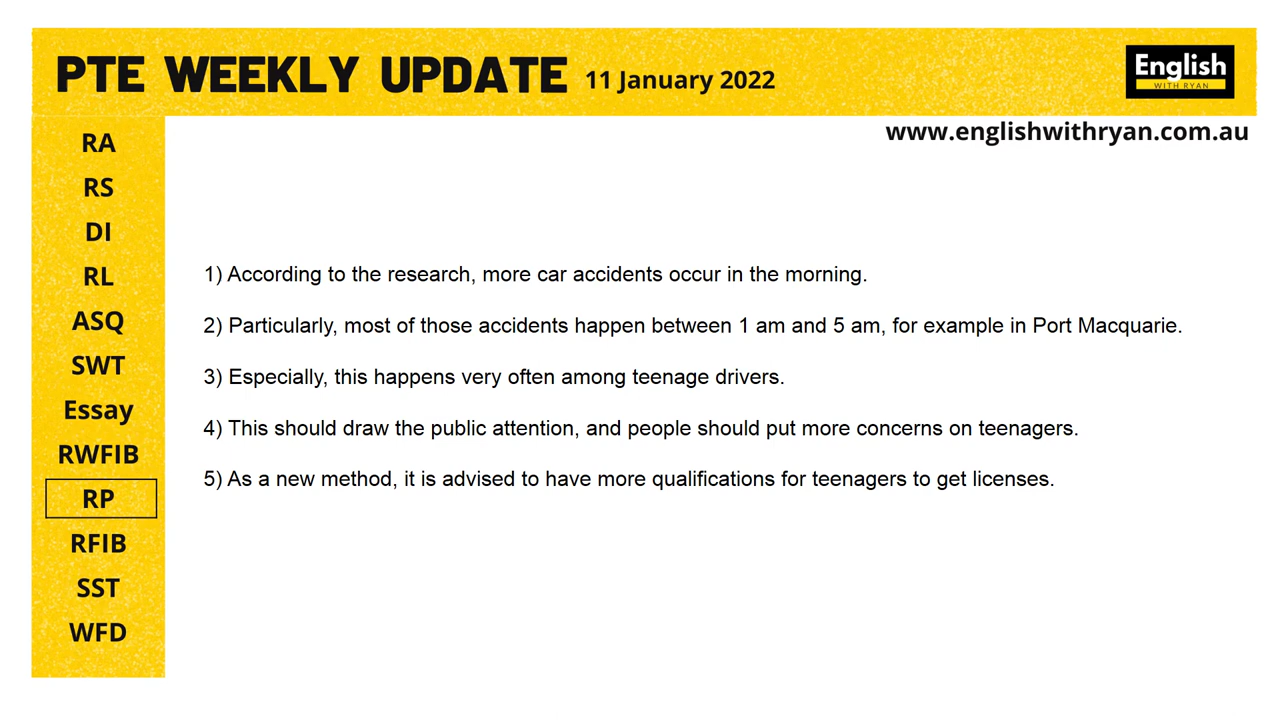 PTE WEEKLY UPDATE 11 January 2022
English
WITH RYAN
www.englishwithryan.com.au
RA
RS
DI
RL
ASQ
SWT
Essay
RWFIB
RP
RFIB
SST
WFD
1) According to the research, more car accidents occur in the morning.
2) Particularly, most of those accidents happen between 1 am and 5 am, for example in Port Macquarie.
3) Especially, this happens very often among teenage drivers.
4) This should draw the public attention, and people should put more concerns on teenagers.
5) As a new method, it is advised to have more qualifications for teenagers to get licenses.